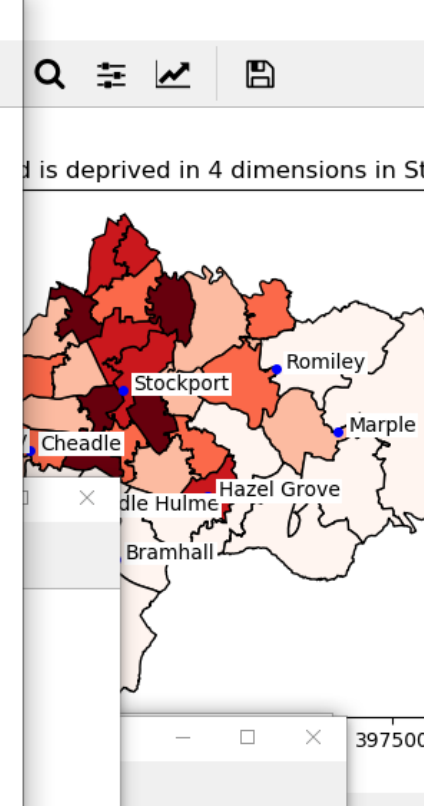 d is deprived in 4 dimensions in St
Romiley
Stockport
Marple
Cheadle
Hazel Grove
dle Hulme
Bramhall
397500